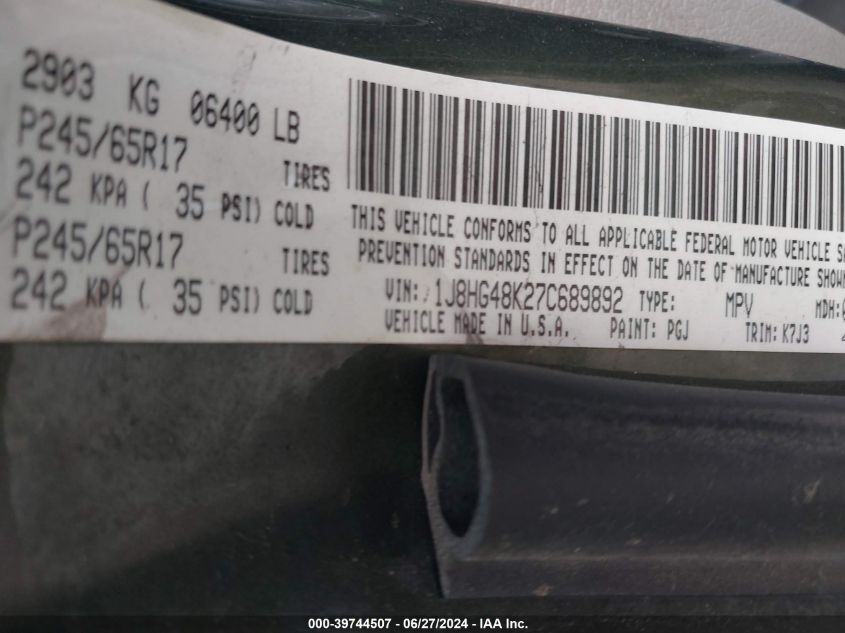 2903 KG 06400 LB
P245/65R17 TIRES
242 KPA ( 35 PSI) COLD
P245/65R17 TIRES
242 KPA ( 35 PSI) COLD
THIS VEHICLE CONFORMS TO ALL APPLICABLE FEDERAL MOTOR VEHICLE
PREVENTION STANDARDS IN EFFECT ON THE DATE OF MANUFACTURE SHOWN
VIN: 1J8HG48K27C689892 TYPE: MPV MDH:
VEHICLE MADE IN U.S.A. PAINT: PGJ TRIM: K7J3
000-39744507 - 06/27/2024 - IAA Inc.